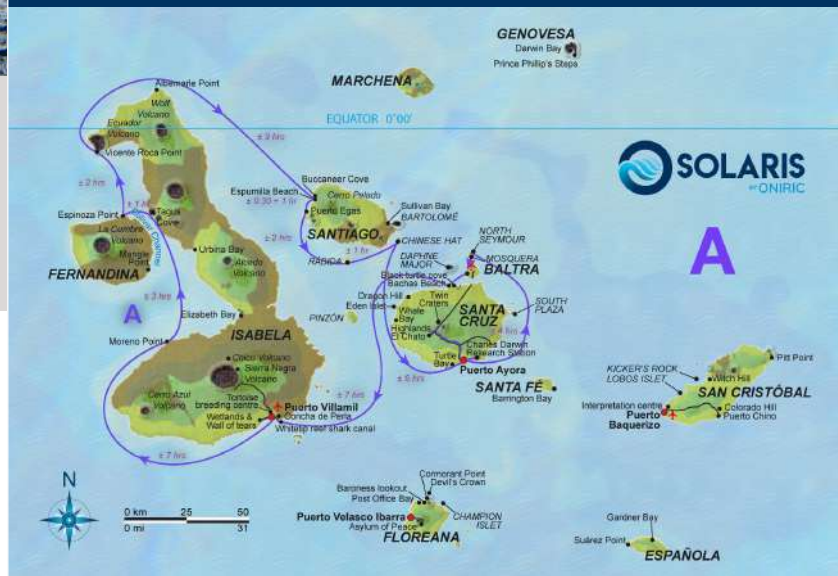 GENOVESA
Darwin Bay
Prince Phillip's Steps
MARCHENA
Albemarle Point
Wolf
Volcano
Ecuador
Volcano
EQUATOR 0°00'
Vicente Roca Point
± 9 hrs
SOLARIS
BY ONIRIC
A
± 2 hrs
Buccaneer Cove
Espumilla Beach
Cerro Pelado
± 0:30 + 1 hr
Puerto Egas
Sullivan Bay
BARTOLOMÉ
SANTIAGO
CHINESE HAT
± 1 hr
Tagus
Cove
Espinoza Point
Bolivar Channel
La Cumbre
Volcano
Mangle
Point
FERNANDINA
Urbina Bay
Alcedo
Volcano
± 2 hrs
± 1 hr
RÁBIDA
NORTH
SEYMOUR
MOSQUERA
DAPHNE
MAJOR
BALTRA
Black turtle cove
Bachas Beach
± 3 hrs
A
Elizabeth Bay
PINZÓN
Dragon Hill
Eden Islet
Whale
Bay
Highlands
El Chato
Twin
Craters
SANTA
CRUZ
SOUTH
PLAZA
± 4 hrs
Charles Darwin
Research Station
Turtle
Bay
Puerto Ayora
± 6 hrs
ISABELA
Moreno Point
Chico Volcano
Sierra Negra
Volcano
Cerro Azul
Volcano
Tortoise
breeding centre
Puerto Villamil
Concha de Perla
Wetlands &
Wall of tears
Whitetip reef shark canal
± 7 hrs
± 7 hrs
SANTA FÉ
Barrington Bay
KICKER'S ROCK
LOBOS ISLET
Witch Hill
Pitt Point
SAN CRISTÓBAL
Interpretation centre
Puerto
Baquerizo
Colorado Hill
Puerto Chino
N
0 km 25 50
0 mi 31
Cormorant Point
Devil's Crown
Baroness lookout
Post Office Bay
Puerto Velasco Ibarra
Asylum of Peace
CHAMPION
ISLET
FLOREANA
Gardner Bay
Suárez Point
ESPAÑOLA